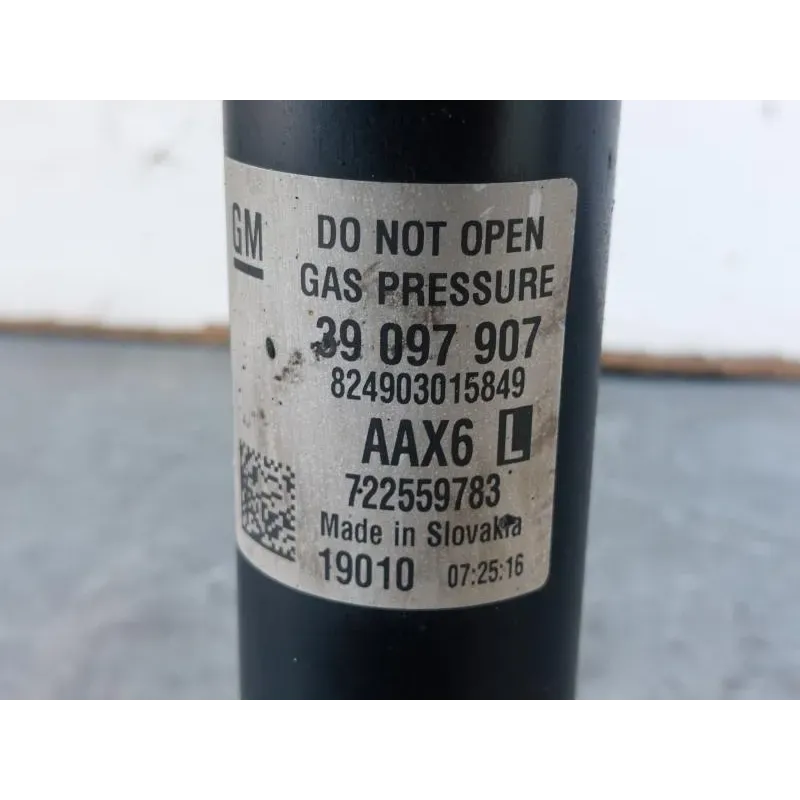 GM
DO NOT OPEN
GAS PRESSURE
39 097 907
824903015849
AAX6 L
722559783
Made in Slovakia
19010 07:25:16